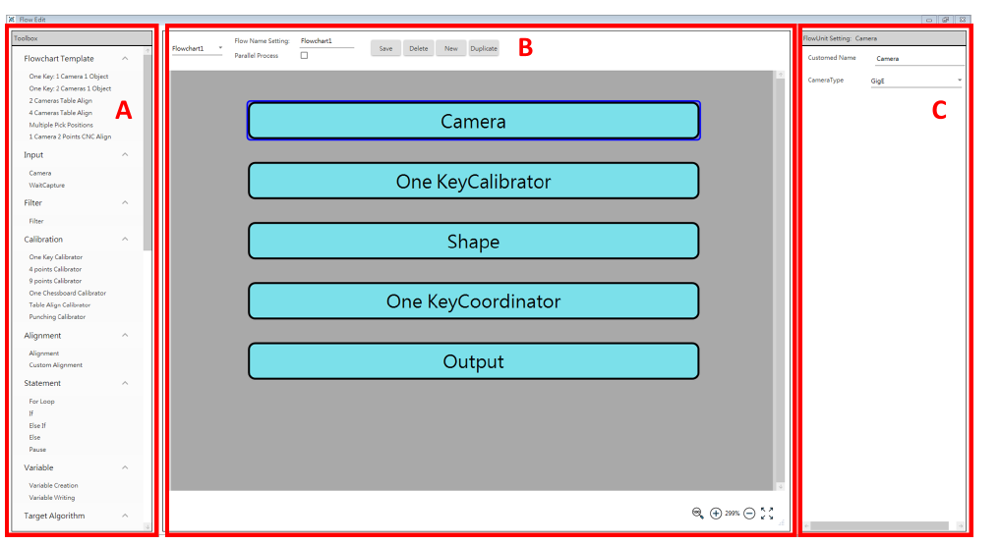 Flow Edit
Toolbox
Flowchart Template
One Key: 1 Camera 1 Object
One Key: 2 Cameras 1 Object
2 Cameras Table Align
4 Cameras Table Align
Multiple Pick Positions
1 Camera 2 Points CNC Align
Input
Camera
WaitCapture
Filter
Filter
Calibration
One Key Calibrator
4 points Calibrator
9 points Calibrator
One Chessboard Calibrator
Table Align Calibrator
Punching Calibrator
Alignment
Alignment
Custom Alignment
Statement
For Loop
If
Else If
Else
Pause
Variable
Variable Creation
Variable Writing
Target Algorithm
A
Flowchart1
Flow Name Setting: Flowchart1
Parallel Process
Save Delete New Duplicate
B
Camera
One KeyCalibrator
Shape
One KeyCoordinator
Output
299%
FlowUnit Setting: Camera
Customed Name Camera
CameraType GigE
C